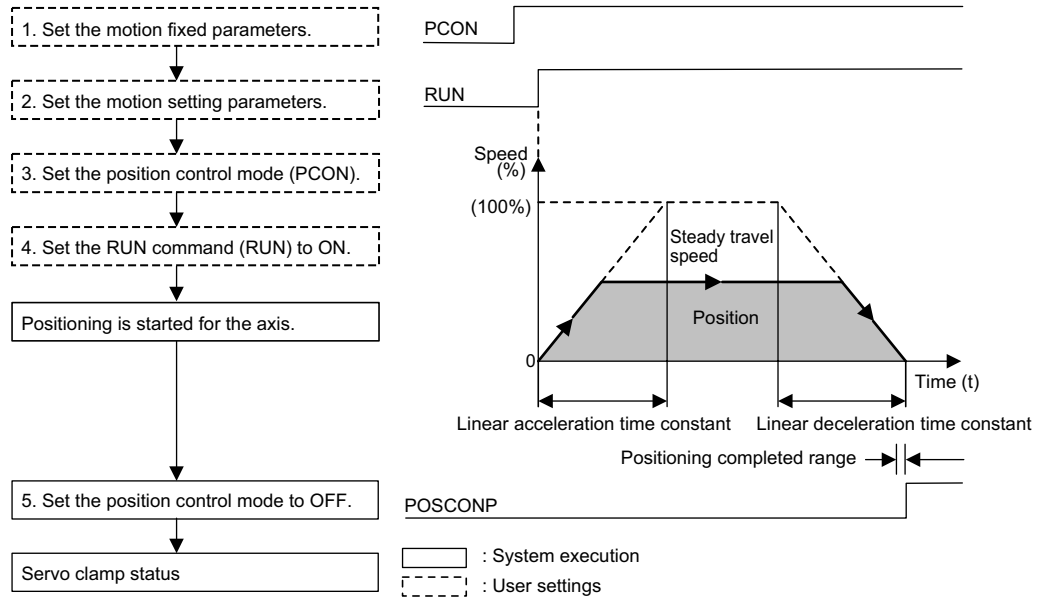 1. Set the motion fixed parameters.
2. Set the motion setting parameters.
3. Set the position control mode (PCON).
4. Set the RUN command (RUN) to ON.
Positioning is started for the axis.
5. Set the position control mode to OFF.
Servo clamp status
PCON
RUN
Speed
(%)
(100%)
Steady travel
speed
Position
0
Time (t)
Linear acceleration time constant
Linear deceleration time constant
Positioning completed range
POSCONP
: System execution
: User settings